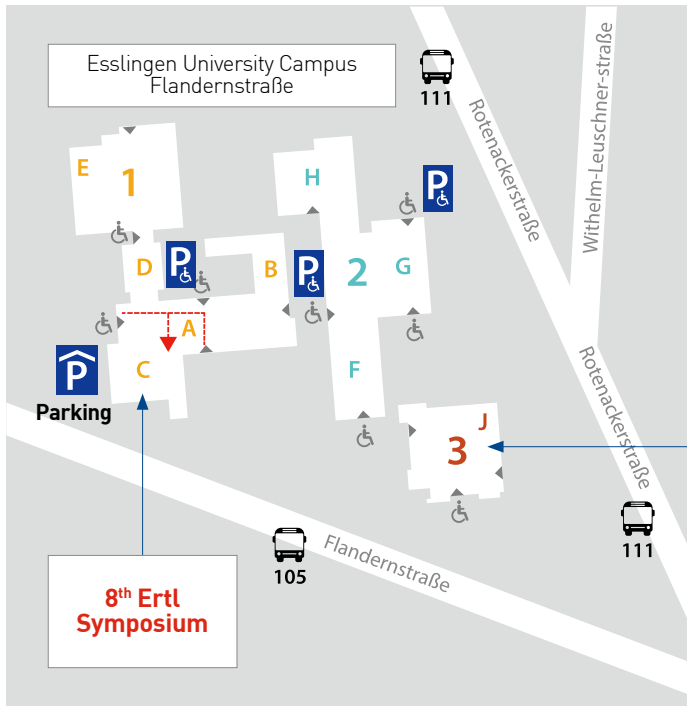 Esslingen University Campus
Flandernstraße
111
Rotenackerstraße
Withelm-Leuschner-straße
E
1
H
P
D
P
B
P
2
G
A
P
C
F
Parking
J
3
Rotenackerstraße
111
Flandernstraße
105
8th Ertl
Symposium